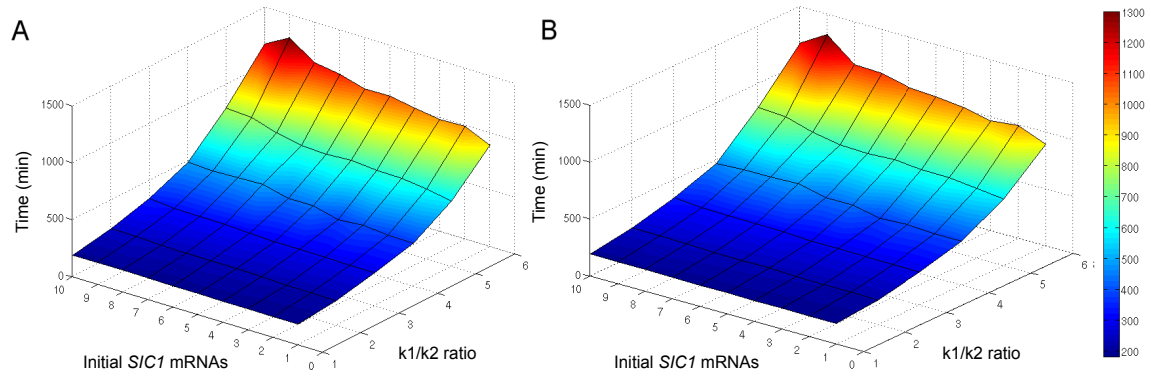 A
1500
1000
500
0
Time (min)
10 9 8 7 6 5 4 3 2 1 0
Initial SIC1 mRNAs
1 2 3 4 5 6
k1/k2 ratio
B
1500
1000
500
0
Time (min)
10 9 8 7 6 5 4 3 2 1 0
Initial SIC1 mRNAs
1 2 3 4 5 6
k1/k2 ratio
1300
1200
1100
1000
900
800
700
600
500
400
300
200